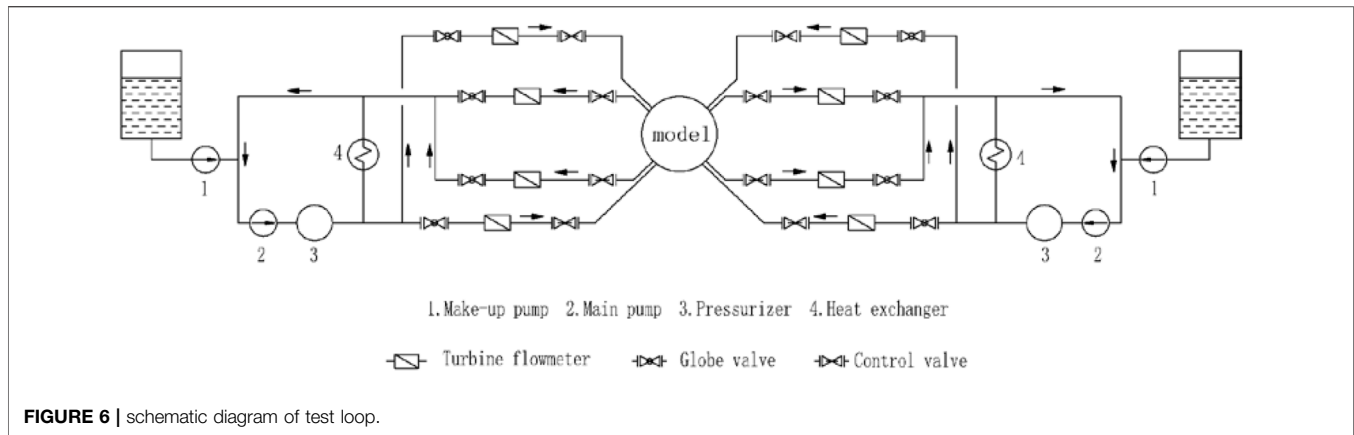 model
4
4
1
1
2
3
3
2
1.Make-up pump 2.Main pump 3.Pressurizer 4.Heat exchanger
Turbine flowmeter Globe valve Control valve
FIGURE 6 | schematic diagram of test loop.